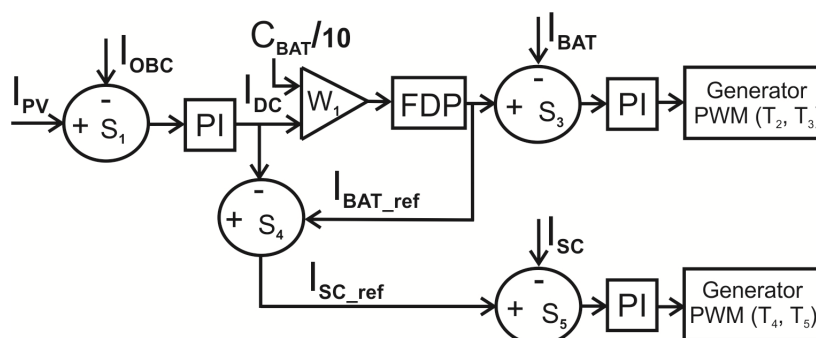 C_BAT/10
I_BAT
I_OBC
I_PV
+
-
S_1
PI
I_DC
W_1
FDP
+
-
S_3
PI
Generator
PWM (T_2, T_3)
-
+
S_4
I_BAT_ref
I_SC
I_SC_ref
+
-
S_5
PI
Generator
PWM (T_4, T_5)